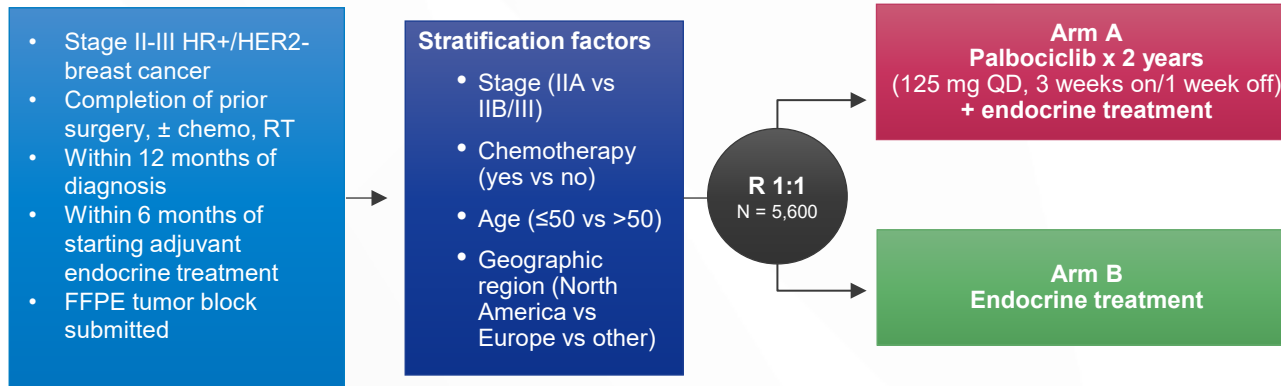 • Stage II-III HR+/HER2-
breast cancer
• Completion of prior
surgery, ± chemo, RT
• Within 12 months of
diagnosis
• Within 6 months of
starting adjuvant
endocrine treatment
• FFPE tumor block
submitted
Stratification factors
• Stage (IIA vs
IIB/III)
• Chemotherapy
(yes vs no)
• Age (≤50 vs >50)
• Geographic
region (North
America vs
Europe vs other)
R 1:1
N = 5,600
Arm A
Palbociclib x 2 years
(125 mg QD, 3 weeks on/1 week off)
+ endocrine treatment
Arm B
Endocrine treatment